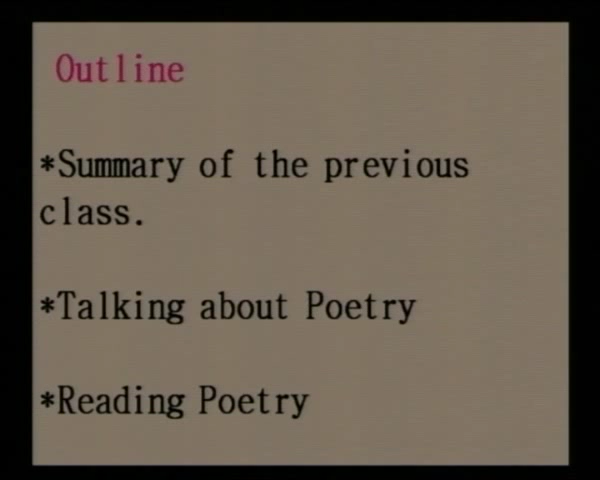 Outline
*Summary of the previous
class.
*Talking about Poetry
*Reading Poetry